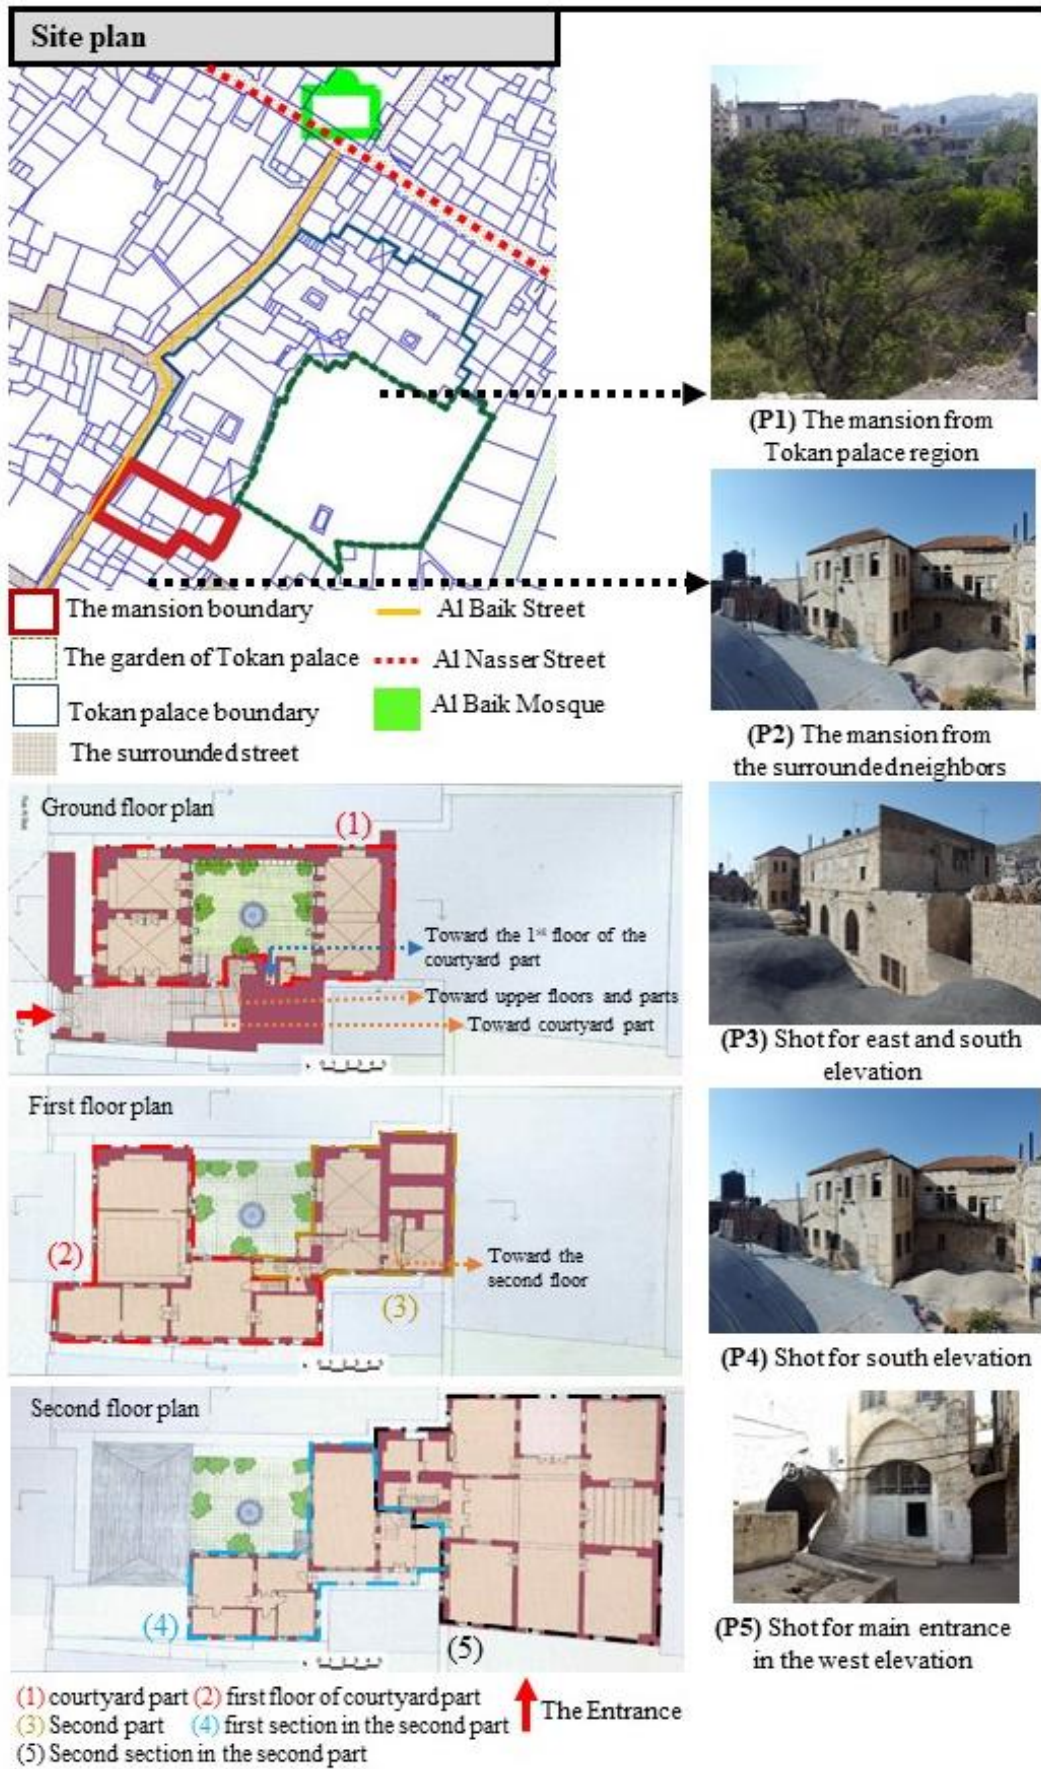 Site plan
(P1) The mansion from
Tokan palace region
The mansion boundary
Al Baik Street
The garden of Tokan palace
Al Nasser Street
Tokan palace boundary
Al Baik Mosque
The surrounded street
(P2) The mansion from
the surrounded neighbors
Ground floor plan
(1)
Toward the 1st floor of the
courtyard part
Toward upper floors and parts
Toward courtyard part
(P3) Shot for east and south
elevation
First floor plan
(2)
Toward the
second floor
(3)
(P4) Shot for south elevation
Second floor plan
(4)
(5)
(P5) Shot for main entrance
in the west elevation
(1) courtyard part (2) first floor of courtyard part
(3) Second part (4) first section in the second part
(5) Second section in the second part
The Entrance